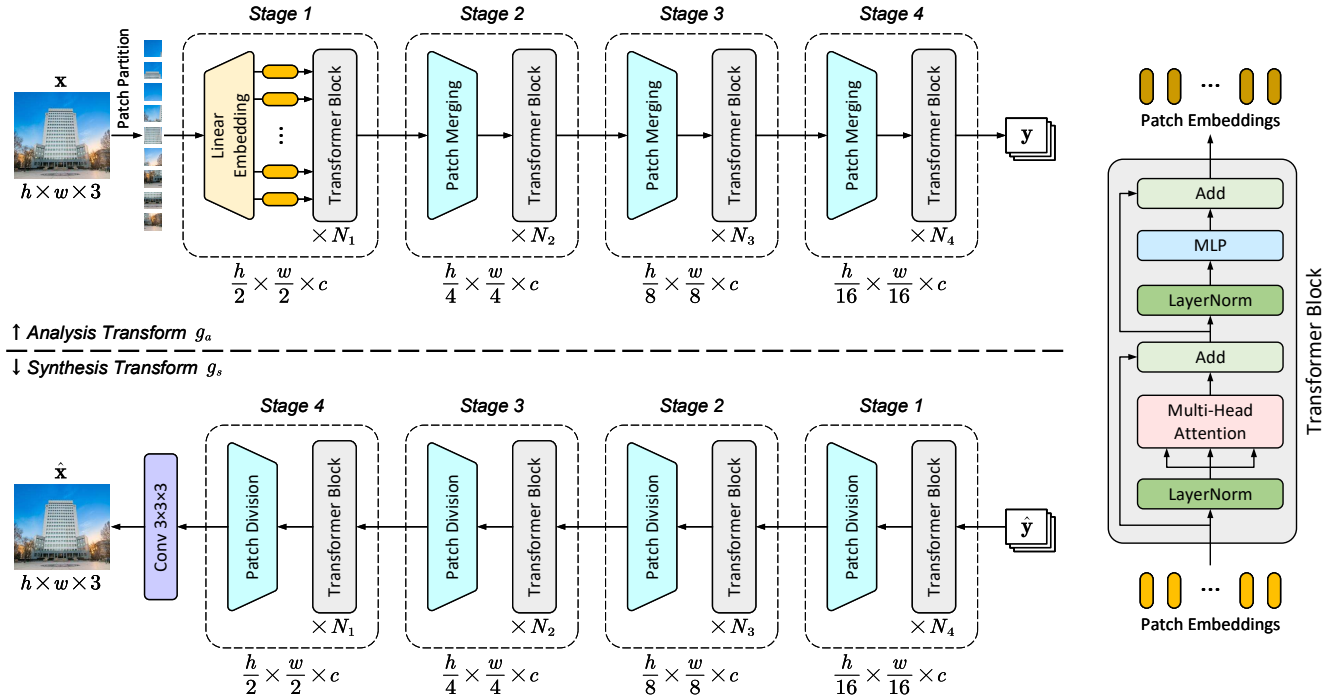 Stage 1
Stage 2
Stage 3
Stage 4
x
h × w × 3
Patch Partition
Linear
Embedding
...
Transformer Block
× N₁
Patch Merging
Transformer Block
× N₂
Patch Merging
Transformer Block
× N₃
Patch Merging
Transformer Block
× N₄
y
h/2 × w/2 × c
h/4 × w/4 × c
h/8 × w/8 × c
h/16 × w/16 × c
↑ Analysis Transform gₐ
↓ Synthesis Transform gₛ
Stage 4
Stage 3
Stage 2
Stage 1
x̂
h × w × 3
Conv 3×3×3
Patch Division
Transformer Block
× N₁
Patch Division
Transformer Block
× N₂
Patch Division
Transformer Block
× N₃
Patch Division
Transformer Block
× N₄
ŷ
h/2 × w/2 × c
h/4 × w/4 × c
h/8 × w/8 × c
h/16 × w/16 × c
...
Patch Embeddings
Add
MLP
LayerNorm
Add
Multi-Head
Attention
LayerNorm
Transformer Block
...
Patch Embeddings